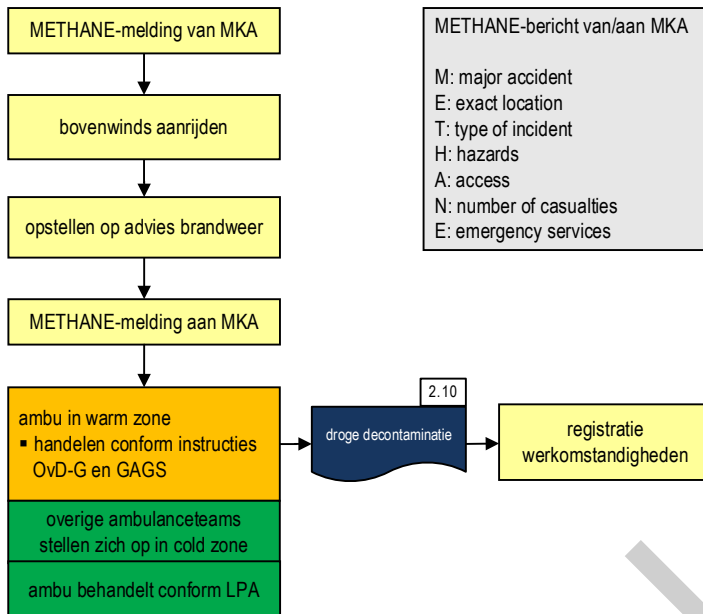 METHANE-melding van MKA
bovenwinds aanrijden
opstellen op advies brandweer
METHANE-melding aan MKA
ambu in warm zone
▪ handelen conform instructies
OvD-G en GAGS
overige ambulanceteams
stellen zich op in cold zone
ambu behandelt conform LPA
2.10
droge decontaminatie
registratie
werkomstandigheden
METHANE-bericht van/aan MKA
M: major accident
E: exact location
T: type of incident
H: hazards
A: access
N: number of casualties
E: emergency services